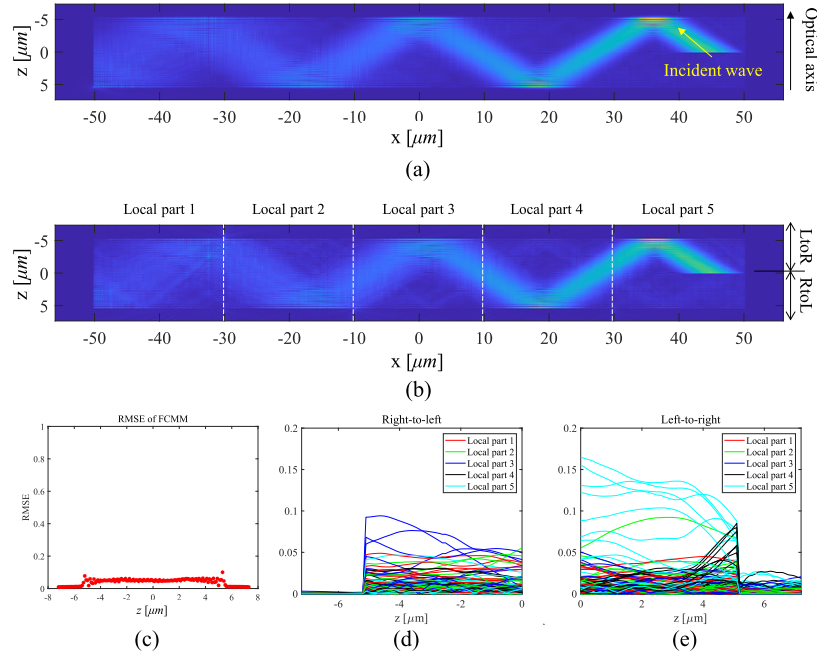 -5
0
5
z [μm]
-50 -40 -30 -20 -10 0 10 20 30 40 50
x [μm]
Incident wave
Optical axis
(a)
Local part 1 Local part 2 Local part 3 Local part 4 Local part 5
-5
0
5
z [μm]
LtoR
RtoL
-50 -40 -30 -20 -10 0 10 20 30 40 50
x [μm]
(b)
RMSE of FCMM
1
0.8
0.6
0.4
0.2
0
RMSE
-8 -6 -4 -2 0 2 4 6 8
z [μm]
(c)
Right-to-left
0.2
0.15
0.1
0.05
0
Local part 1
Local part 2
Local part 3
Local part 4
Local part 5
-6 -4 -2 0
z [μm]
(d)
Left-to-right
0.2
0.15
0.1
0.05
0
Local part 1
Local part 2
Local part 3
Local part 4
Local part 5
0 2 4 6
z [μm]
(e)